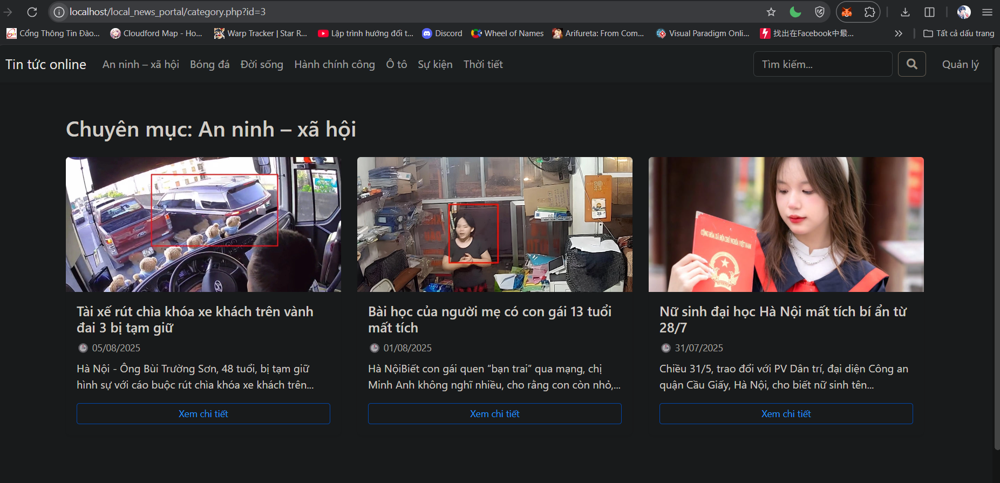 localhost/local_news_portal/category.php?id=3
Cổng Thông Tin Đào...
Cloudford Map - Ho...
Warp Tracker | Star R...
Lập trình hướng đối t...
Discord
Wheel of Names
Arifureta: From Com...
Visual Paradigm Onli...
找出在Facebook中最...
Tất cả dấu trang
Tin tức online
An ninh – xã hội
Bóng đá
Đời sống
Hành chính công
Ô tô
Sự kiện
Thời tiết
Tìm kiếm...
Quản lý
Chuyên mục: An ninh – xã hội
CỘNG HÒA XÃ HỘI CHỦ NGHĨA VIỆT NAM
Tài xế rút chìa khóa xe khách trên vành
đai 3 bị tạm giữ
05/08/2025
Hà Nội - Ông Bùi Trường Sơn, 48 tuổi, bị tạm giữ
hình sự với cáo buộc rút chìa khóa xe khách trên...
Xem chi tiết
Bài học của người mẹ có con gái 13 tuổi
mất tích
01/08/2025
Hà NộiBiết con gái quen “bạn trai” qua mạng, chị
Minh Anh không nghĩ nhiều, cho rằng con còn nhỏ,...
Xem chi tiết
Nữ sinh đại học Hà Nội mất tích bí ẩn từ
28/7
31/07/2025
Chiều 31/5, trao đổi với PV Dân trí, đại diện Công an
quận Cầu Giấy, Hà Nội, cho biết nữ sinh tên...
Xem chi tiết